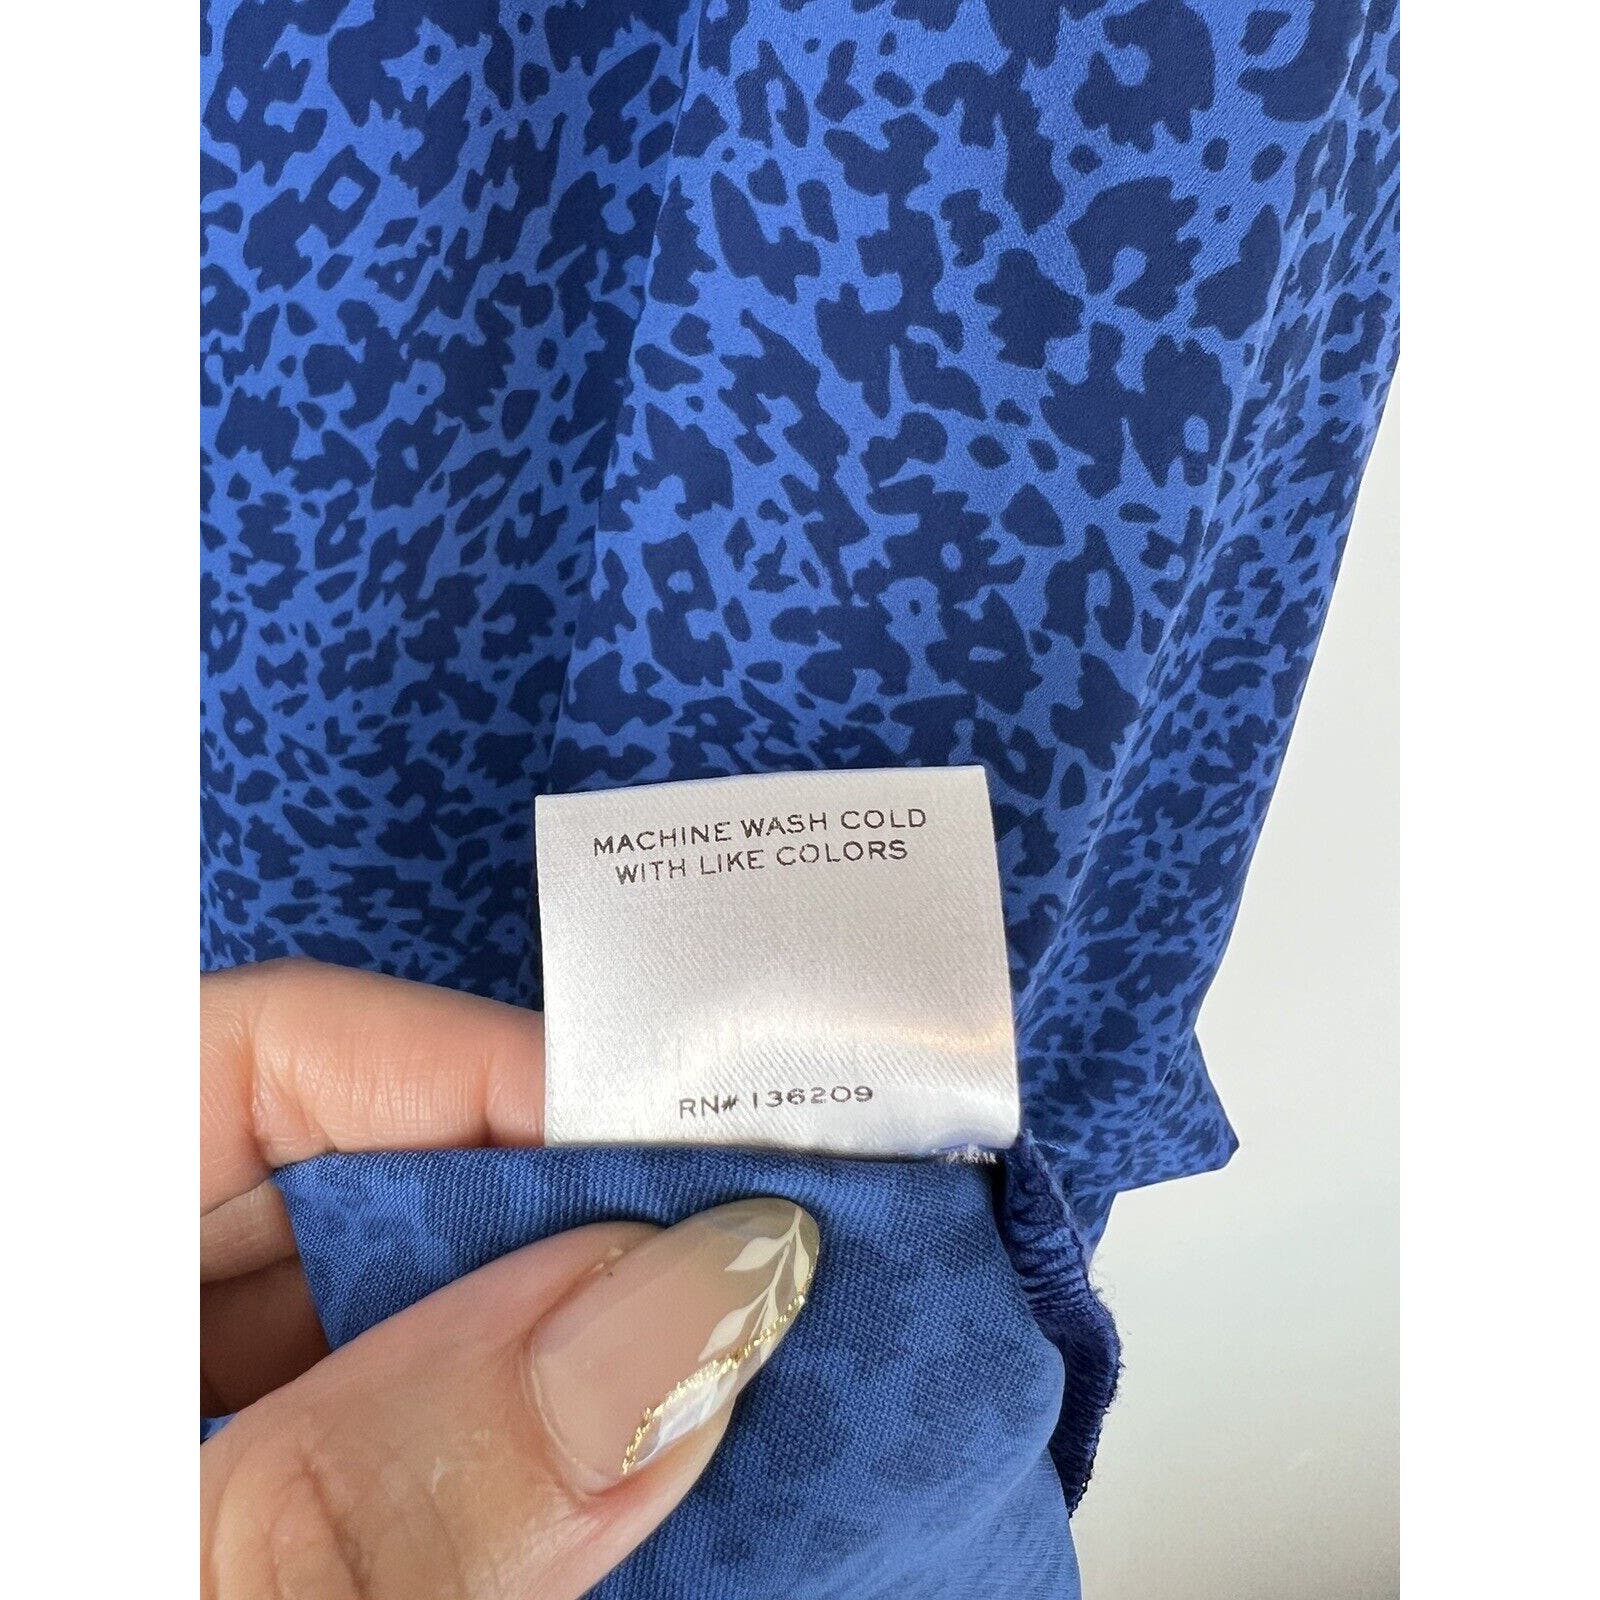 MACHINE WASH COLD
WITH LIKE COLORS
RN# 136209